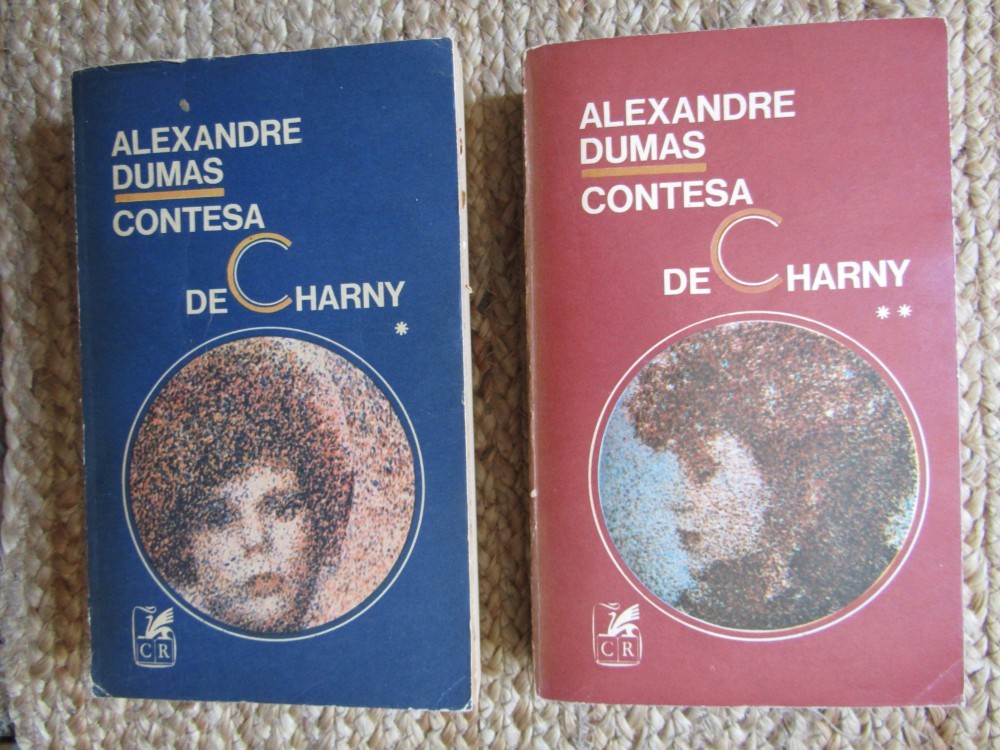 ALEXANDRE
DUMAS
CONTESA
DE CHARNY
*
CR
ALEXANDRE
DUMAS
CONTESA
DE CHARNY
**
CR